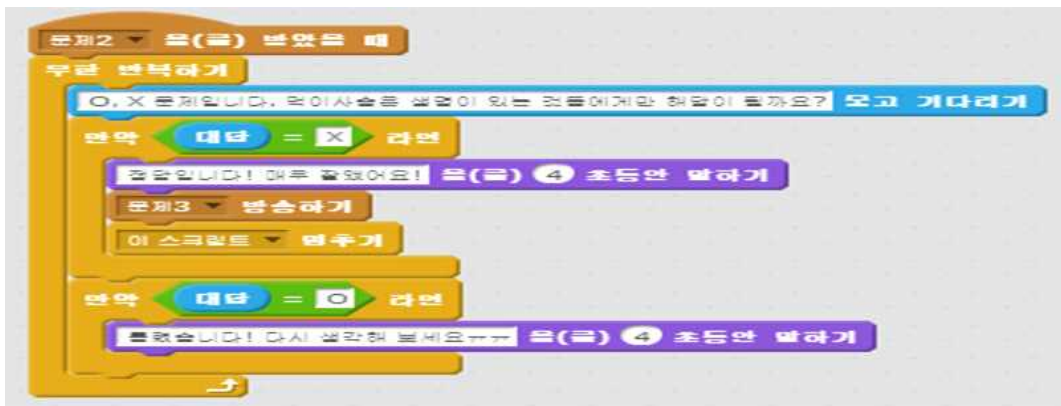 문제2 을(를) 받았을 때
무한 반복하기
O, X 문제입니다. 먹이사슬은 생명이 있는 것들에게만 해당이 될까요? 묻고 기다리기
만약 대답 = X 라면
정답입니다! 매우 잘했어요! 을(를) 4 초동안 말하기
문제3 방송하기
이 스크립트 멈추기
만약 대답 = O 라면
틀렸습니다! 다시 생각해 보세요ㅠㅠ 을(를) 4 초동안 말하기